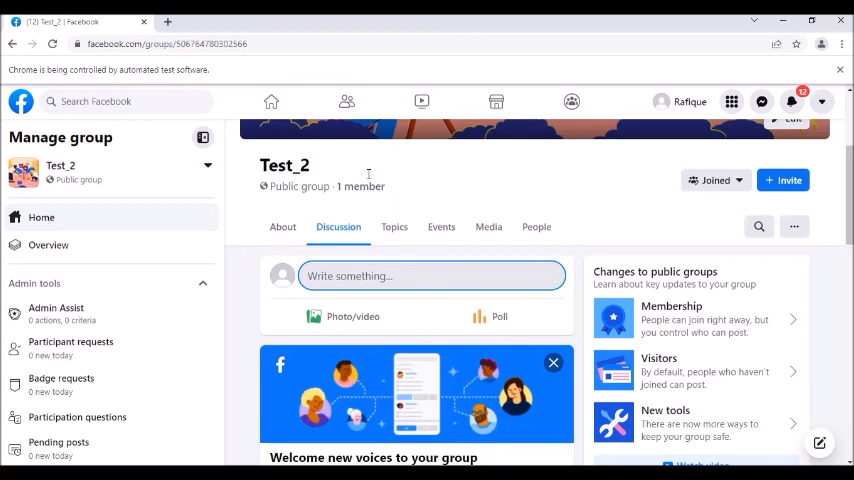 (12) Test_2 | Facebook
facebook.com/groups/506764780302566
Chrome is being controlled by automated test software.
Search Facebook
Rafique
12
Manage group
Test_2
Public group
Home
Overview
Admin tools
Admin Assist
0 actions, 0 criteria
Participant requests
0 new today
Badge requests
0 new today
Participation questions
Pending posts
0 new today
Edit
Test_2
Public group · 1 member
Joined
+ Invite
About
Discussion
Topics
Events
Media
People
Write something...
Photo/video
Poll
Welcome new voices to your group
Changes to public groups
Learn about key updates to your group
Membership
People can join right away, but
you control who can post.
Visitors
By default, people who haven't
joined can post.
New tools
There are now more ways to
keep your group safe.
Watch video